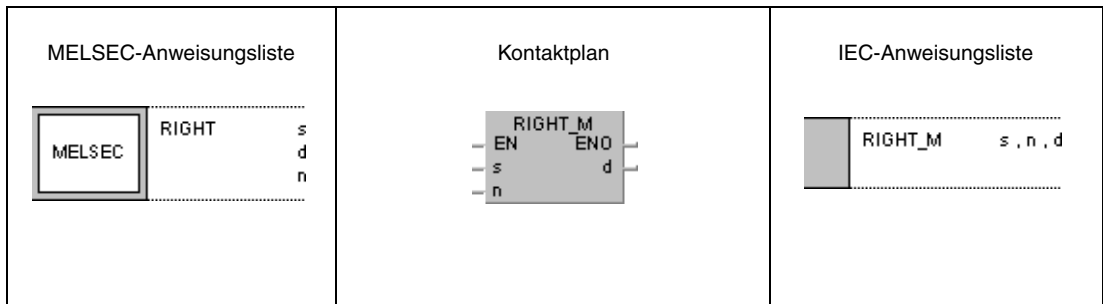 MELSEC-Anweisungsliste
MELSEC
RIGHT s
d
n
Kontaktplan
RIGHT_M
EN ENO
s d
n
IEC-Anweisungsliste
RIGHT_M s , n , d